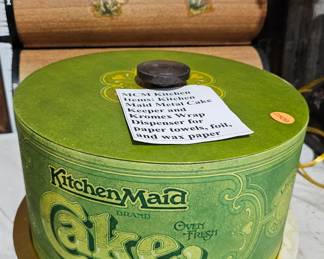 MCM Kitchen
Items: Kitchen
Maid Metal Cake
Keeper and
Kromex Wrap
Dispenser for
paper towels, foil,
and wax paper
KitchenMaid
BRAND
Cake
OVEN
FRESH